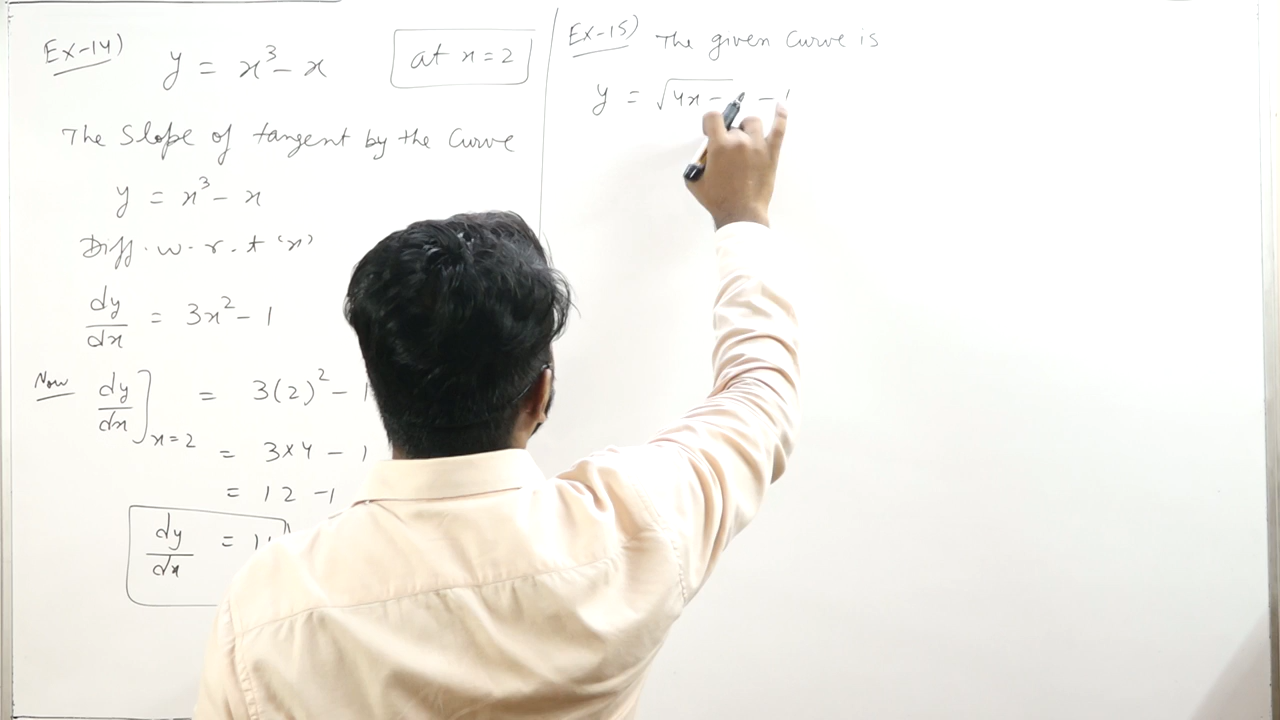 Ex-14)
y = x³ - x
at x = 2
The Slope of tangent by the Curve
y = x³ - x
Diff. w. r. t 'x'
dy/dx = 3x² - 1
Now dy/dx]x=2 = 3(2)² - 1
= 3×4 - 1
= 12 - 1
dy/dx =
Ex-15) The given Curve is
y = √4x - - 1